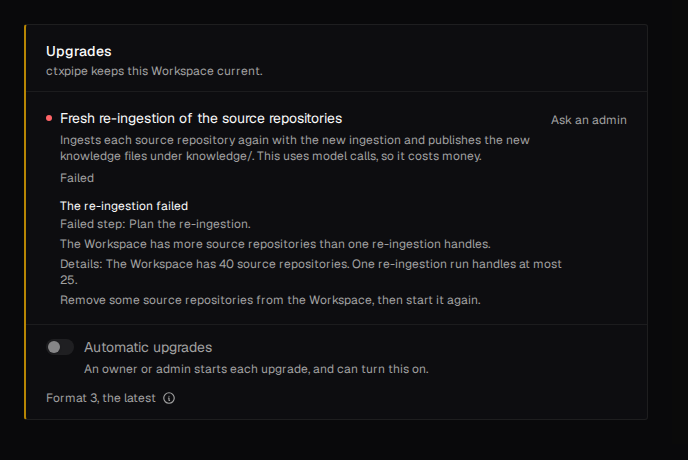 Upgrades
ctxpipe keeps this Workspace current.
Fresh re-ingestion of the source repositories
Ask an admin
Ingests each source repository again with the new ingestion and publishes the new
knowledge files under knowledge/. This uses model calls, so it costs money.
Failed
The re-ingestion failed
Failed step: Plan the re-ingestion.
The Workspace has more source repositories than one re-ingestion handles.
Details: The Workspace has 40 source repositories. One re-ingestion run handles at most
25.
Remove some source repositories from the Workspace, then start it again.
Automatic upgrades
An owner or admin starts each upgrade, and can turn this on.
Format 3, the latest